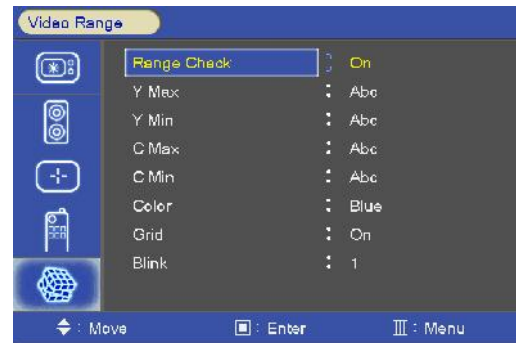 Video Range
Range Check : On
Y Max : Abc
Y Min : Abc
C Max : Abc
C Min : Abc
Color : Blue
Grid : On
Blink : 1
: Move : Enter : Menu